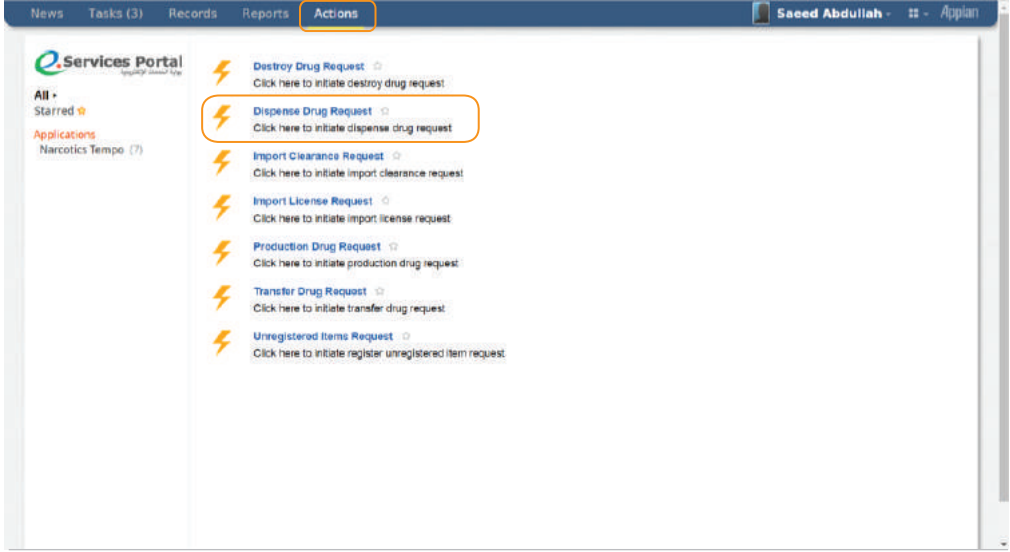 News Tasks (3) Records Reports Actions Saeed Abdullah Appian
e.Services Portal
All
Starred
Applications
Narcotics Tempo (7)
Destroy Drug Request
Click here to initiate destroy drug request
Dispense Drug Request
Click here to initiate dispense drug request
Import Clearance Request
Click here to initiate import clearance request
Import License Request
Click here to initiate import license request
Production Drug Request
Click here to initiate production drug request
Transfer Drug Request
Click here to initiate transfer drug request
Unregistered Items Request
Click here to initiate register unregistered item request